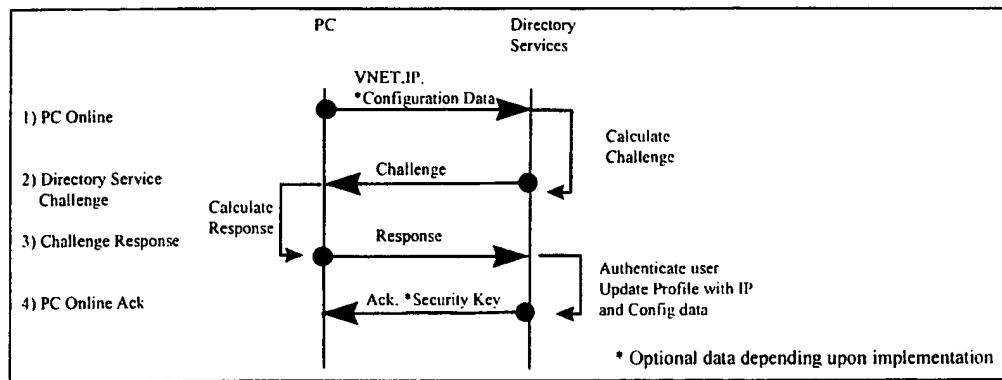 PC
Directory
Services
VNET.IP.
*Configuration Data
1) PC Online
Calculate
Challenge
Challenge
2) Directory Service
Challenge
Calculate
Response
3) Challenge Response
Response
Authenticate user
Update Profile with IP
and Config data
4) PC Online Ack
Ack. *Security Key
* Optional data depending upon implementation